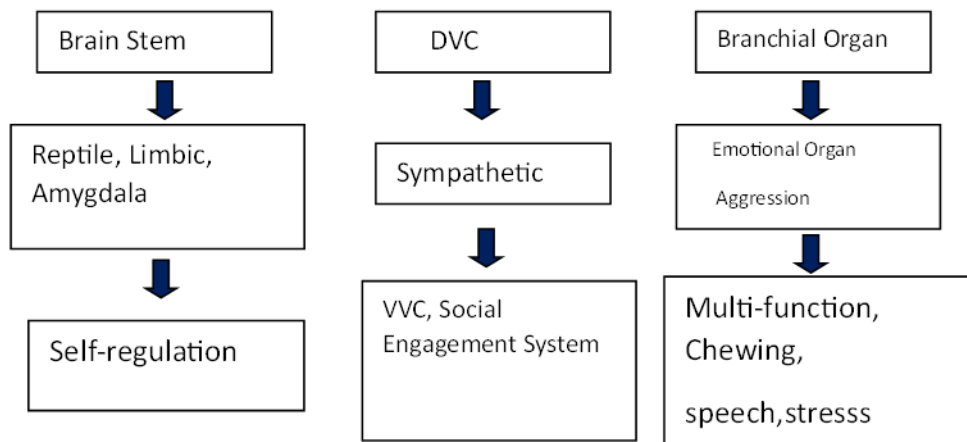 Brain Stem
DVC
Branchial Organ
Reptile, Limbic,
Amygdala
Sympathetic
Emotional Organ
Aggression
Self-regulation
VVC, Social
Engagement System
Multi-function,
Chewing,
speech,stresss